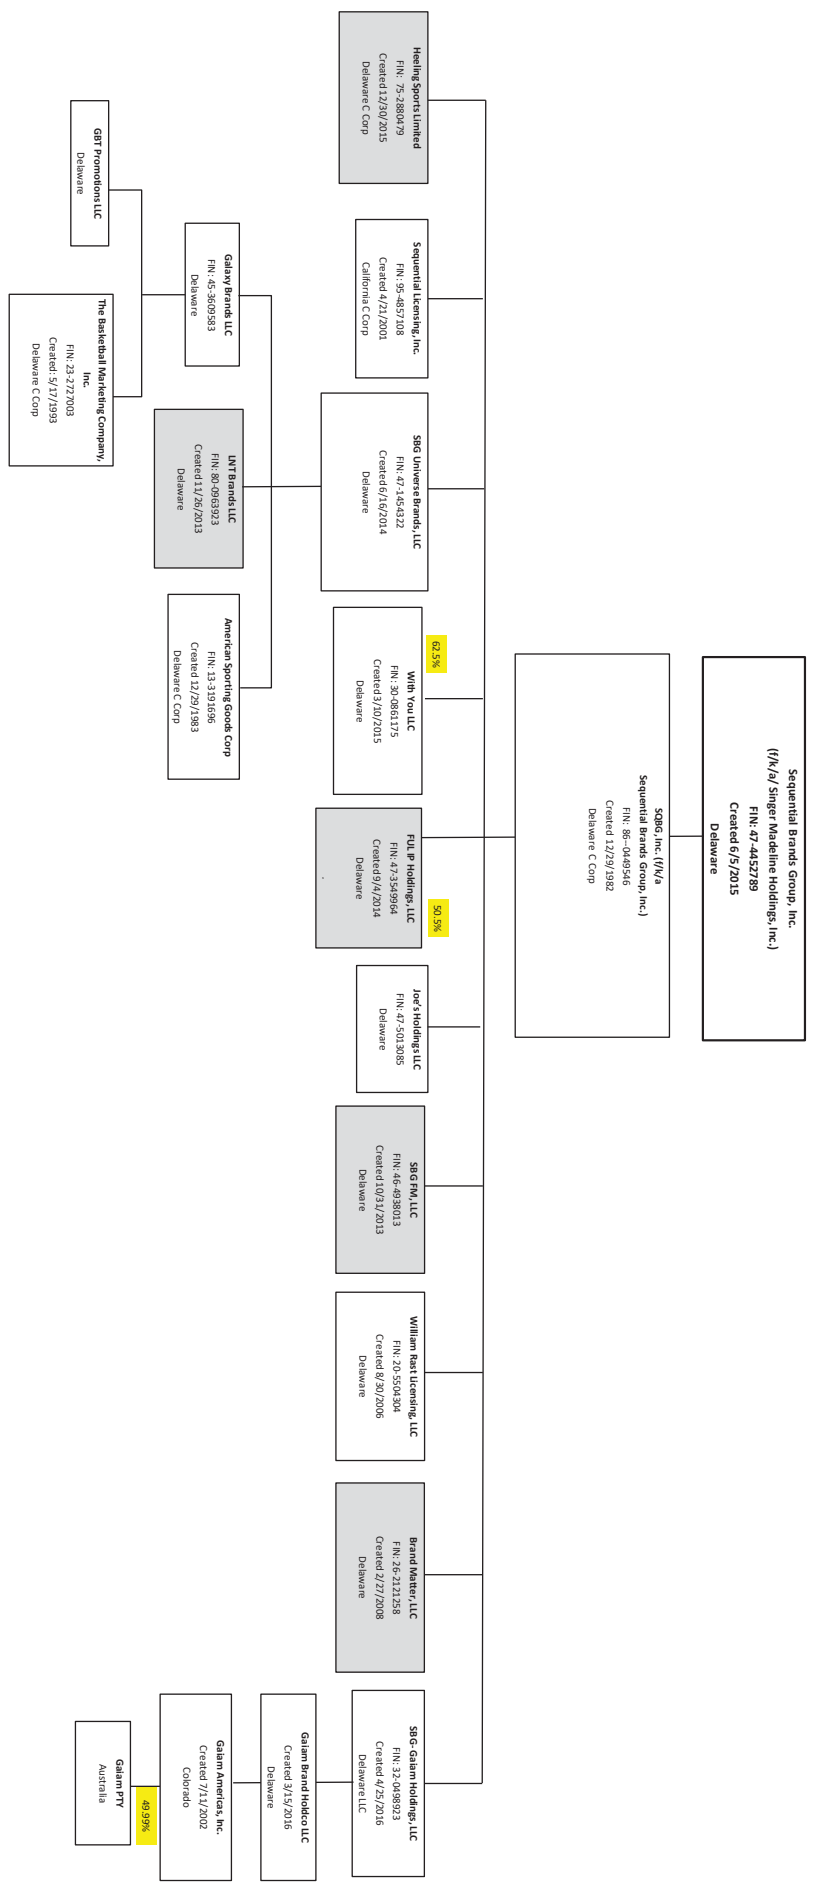 Sequential Brands Group, Inc.
(f/k/a/ Singer Madeline Holdings, Inc.)
FIN: 47-4452789
Created 6/5/2015
Delaware
SQBG, Inc. (f/k/a
Sequential Brands Group, Inc.)
FIN: 86--0449546
Created 12/29/1982
Delaware C Corp
Heeling Sports Limited
FIN: 75-2880479
Created 12/30/2015
Delaware C Corp
Sequential Licensing, Inc.
FIN: 95-4857108
Created 4/21/2001
California C Corp
SBG Universe Brands, LLC
FIN: 47-1454322
Created 6/16/2014
Delaware
62.5%
With You LLC
FIN: 30-0861175
Created 3/10/2015
Delaware
50.5%
FUL IP Holdings, LLC
FIN: 47-3549964
Created 9/4/2014
Delaware
.
Joe's Holdings LLC
FIN: 47-5013085
Delaware
SBG FM, LLC
FIN: 46-4938013
Created 10/31/2013
Delaware
William Rast Licensing, LLC
FIN: 20-5504304
Created 8/30/2006
Delaware
Brand Matter, LLC
FIN: 26-2121258
Created 2/27/2008
Delaware
SBG- Gaiam Holdings, LLC
FIN: 32-0498923
Created 4/25/2016
Delaware LLC
Galaxy Brands LLC
FIN: 45-3609583
Delaware
LNT Brands LLC
FIN: 80-0963923
Created 11/26/2013
Delaware
American Sporting Goods Corp
FIN: 13-3191696
Created 12/29/1983
Delaware C Corp
Gaiam Brand Holdco LLC
Created 3/15/2016
Delaware
Gaiam Americas, Inc.
Created 7/11/2002
Colorado
GBT Promotions LLC
Delaware
The Basketball Marketing Company,
Inc.
FIN: 23-2727003
Created: 5/17/1993
Delaware C Corp
49.99%
Gaiam PTY
Australia